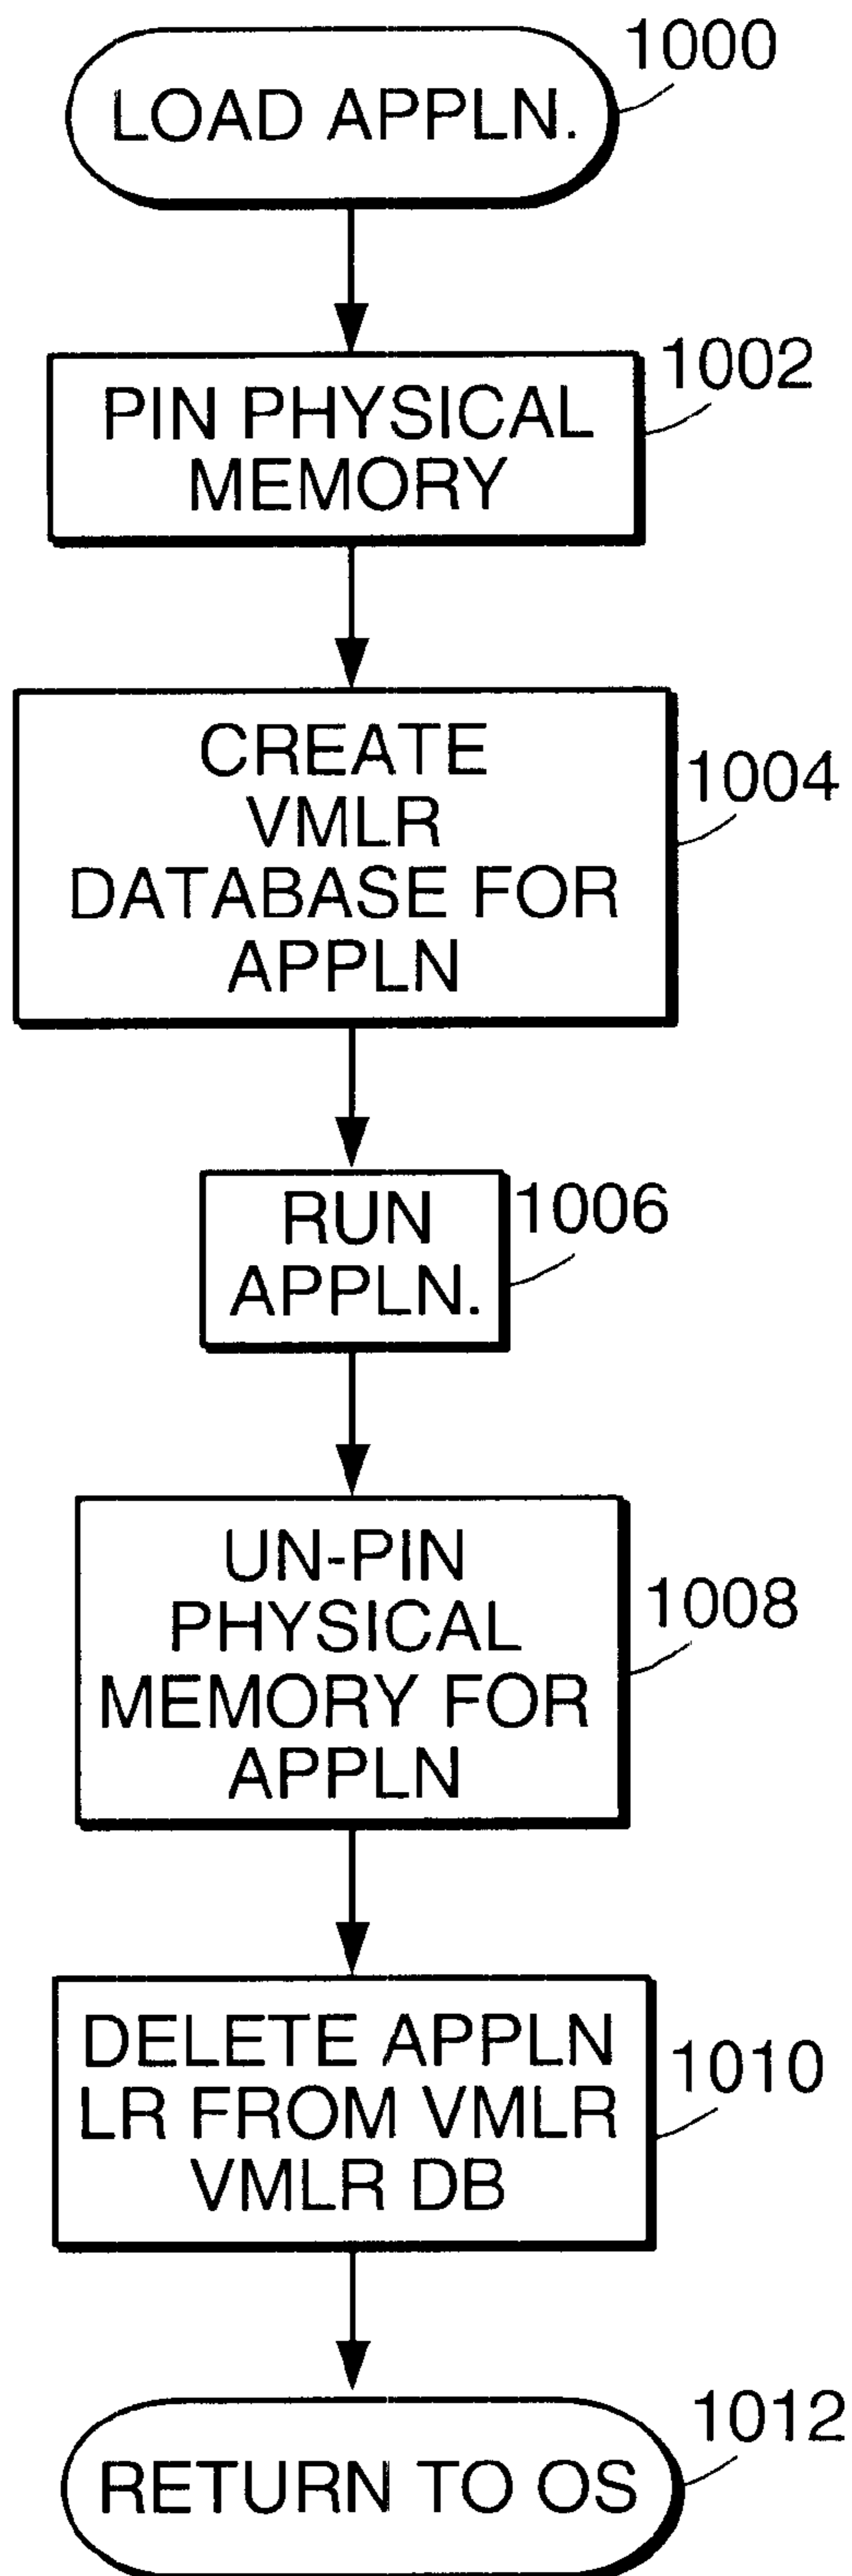 1000
LOAD APPLN.
1002
PIN PHYSICAL
MEMORY
1004
CREATE
VMLR
DATABASE FOR
APPLN
1006
RUN
APPLN.
1008
UN-PIN
PHYSICAL
MEMORY FOR
APPLN
1010
DELETE APPLN
LR FROM VMLR
VMLR DB
1012
RETURN TO OS